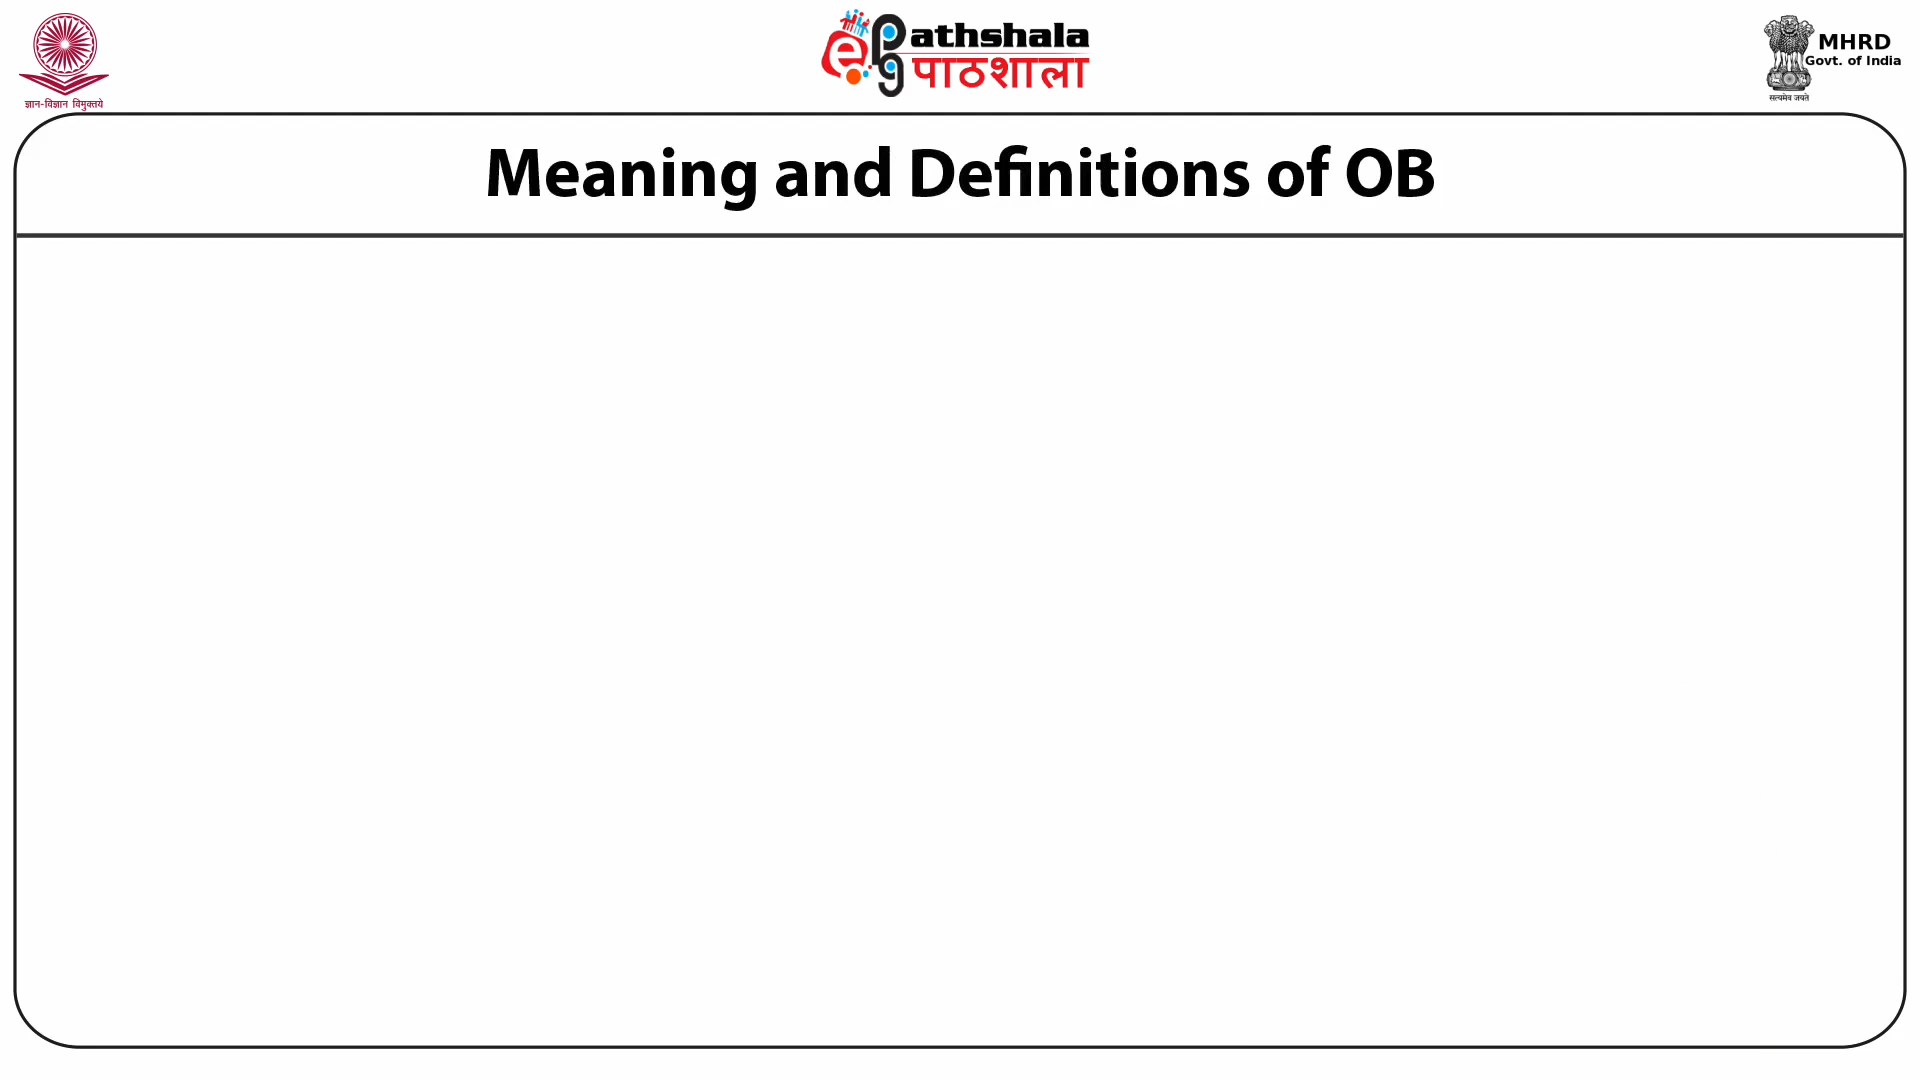 ज्ञान-विज्ञान विमुक्तये
e Pathshala
पाठशाला
MHRD
Govt. of India
सत्यमेव जयते
Meaning and Definitions of OB